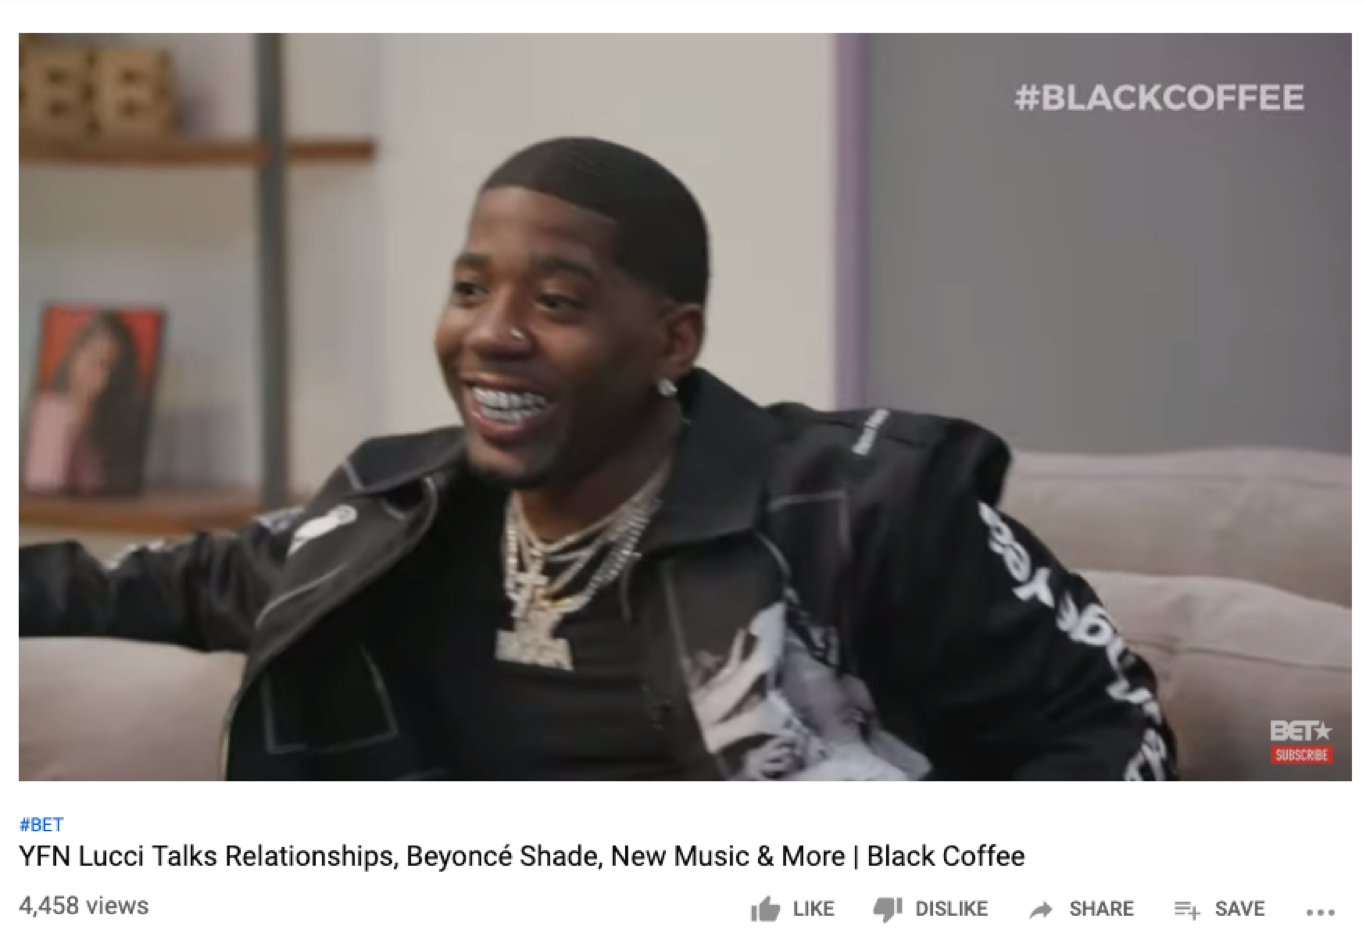 EE
#BLACKCOFFEE
BET
SUBSCRIBE
#BET
YFN Lucci Talks Relationships, Beyoncé Shade, New Music & More | Black Coffee
4,458 views
LIKE
DISLIKE
SHARE
SAVE